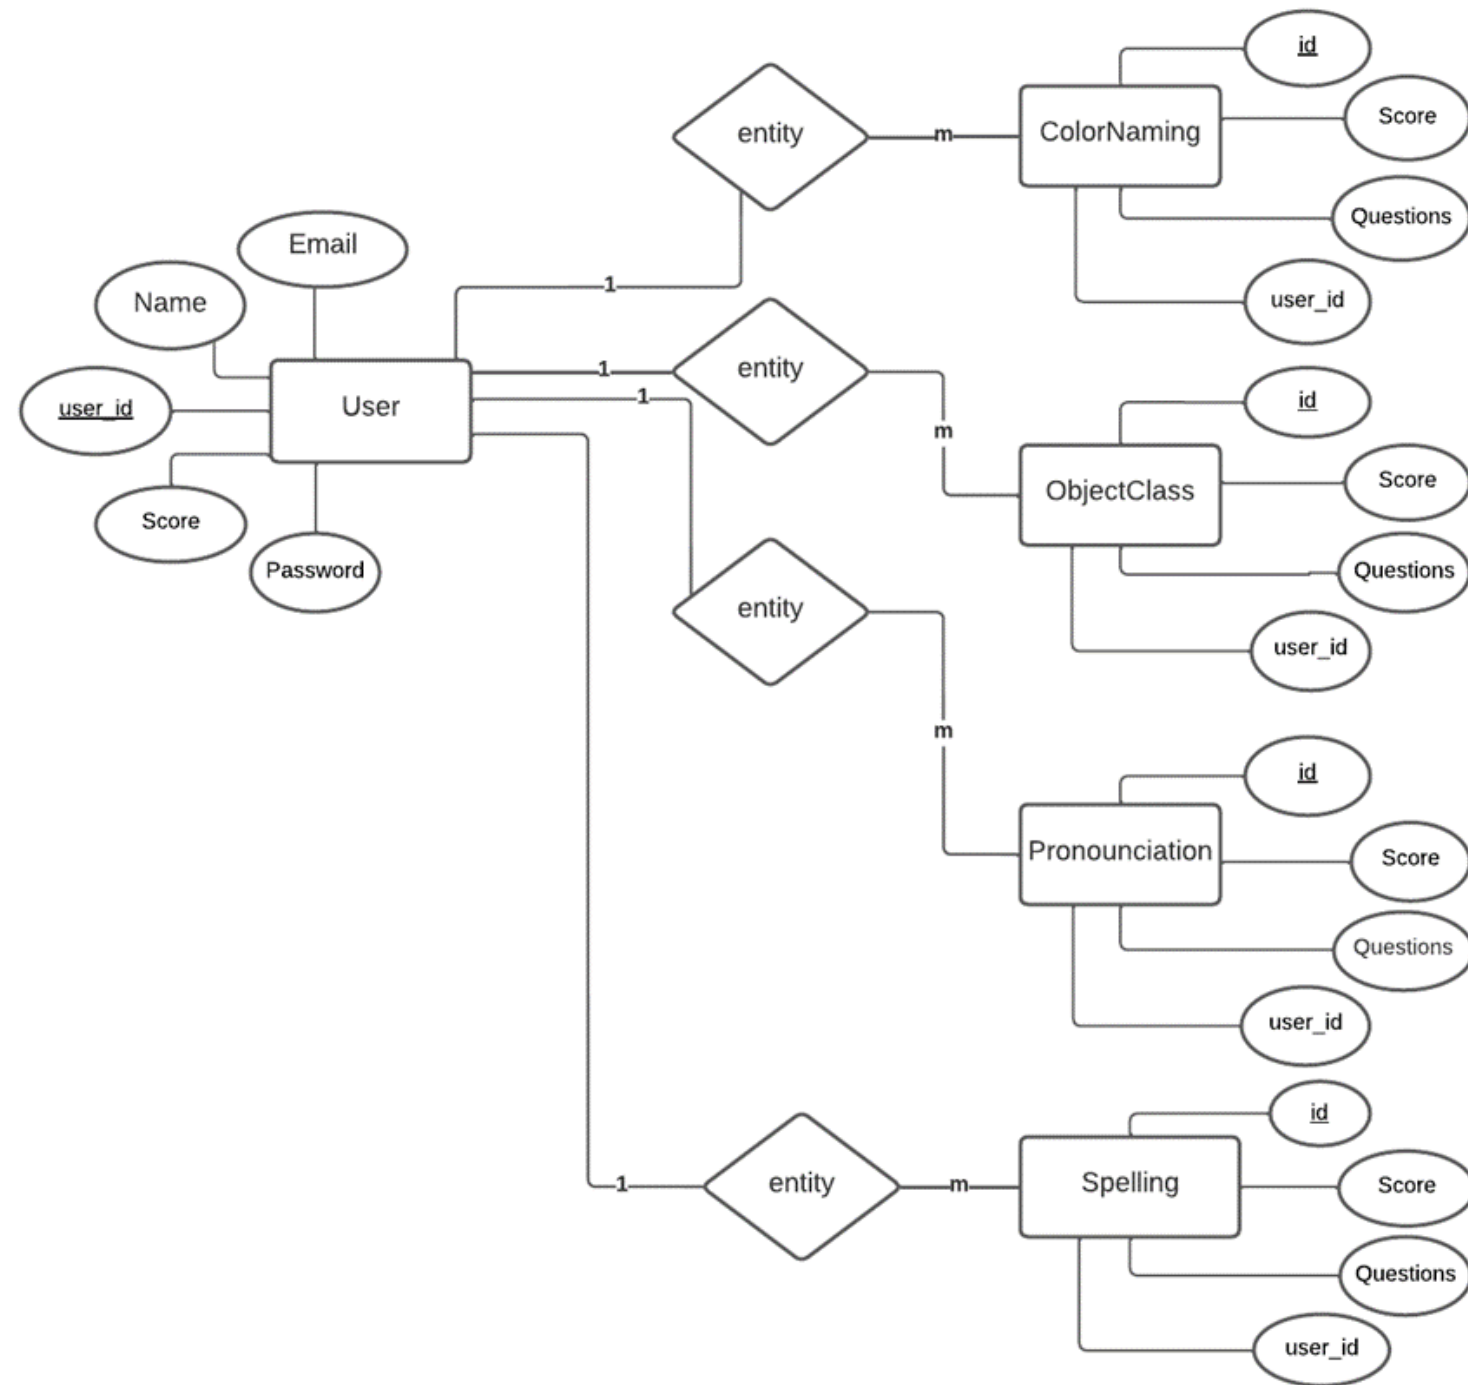 id
entity
ColorNaming
Score
m
Questions
Email
1
user_id
Name
entity
1
1
User
user_id
id
m
ObjectClass
Score
Score
Password
Questions
entity
user_id
m
id
Pronounciation
Score
Questions
user_id
id
entity
1
m
Spelling
Score
Questions
user_id